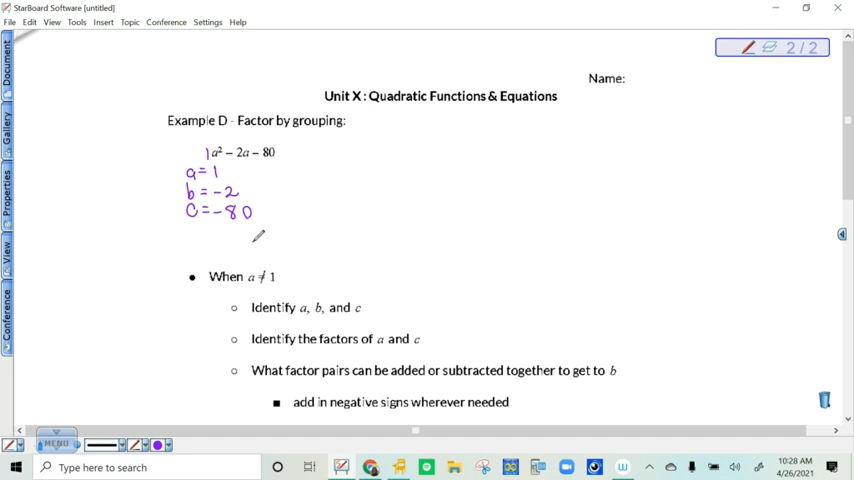 StarBoard Software [untitled]
File Edit View Tools Insert Topic Conference Settings Help
2 / 2
Document
Gallery
Properties
View
Conference
Name:
Unit X : Quadratic Functions & Equations
Example D - Factor by grouping:
1a² − 2a − 80
a = 1
b = -2
c = -80
● When a ≠ 1
○ Identify a, b, and c
○ Identify the factors of a and c
○ What factor pairs can be added or subtracted together to get to b
■ add in negative signs wherever needed
MENU
Type here to search
10:28 AM
4/26/2021